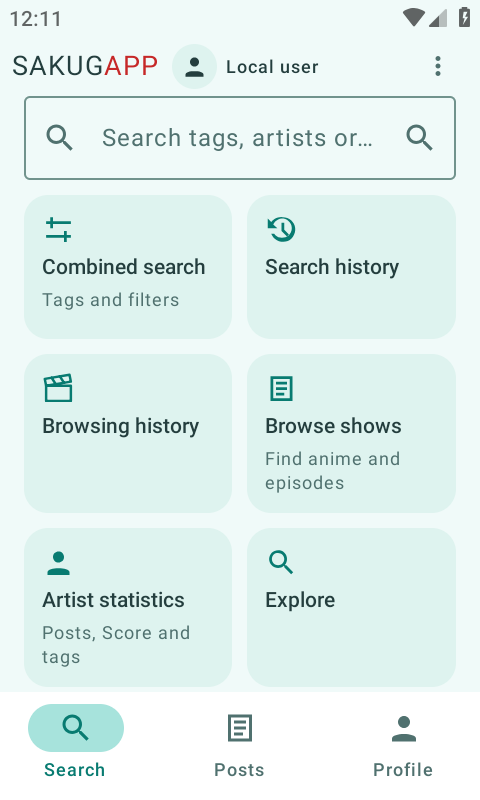 12:11
SAKUGAPP
Local user
Search tags, artists or...
Combined search
Tags and filters
Search history
Browsing history
Browse shows
Find anime and
episodes
Artist statistics
Posts, Score and
tags
Explore
Search
Posts
Profile